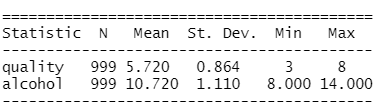 ==========================================
Statistic  N   Mean  St. Dev.  Min   Max
------------------------------------------
quality   999 5.720   0.864     3     8
alcohol   999 10.720  1.110   8.000 14.000
------------------------------------------